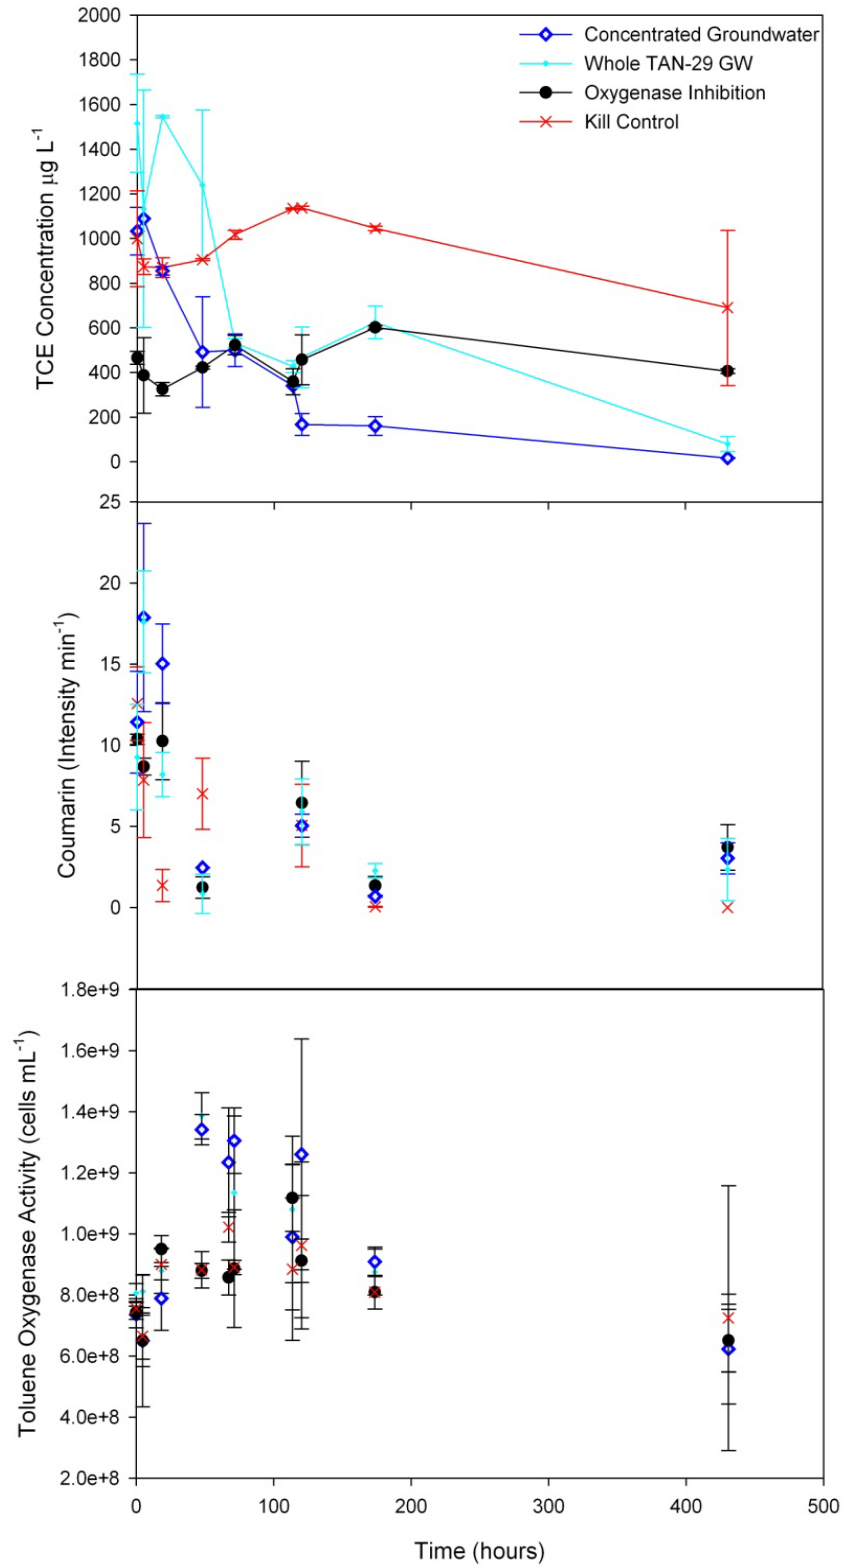 2000
1800
1600
1400
1200
1000
800
600
400
200
0
TCE Concentration µg L-1
Concentrated Groundwater
Whole TAN-29 GW
Oxygenase Inhibition
Kill Control
25
20
15
10
5
0
Coumarin (Intensity min-1)
1.8e+9
1.6e+9
1.4e+9
1.2e+9
1.0e+9
8.0e+8
6.0e+8
4.0e+8
2.0e+8
Toluene Oxygenase Activity (cells mL-1)
0 100 200 300 400 500
Time (hours)